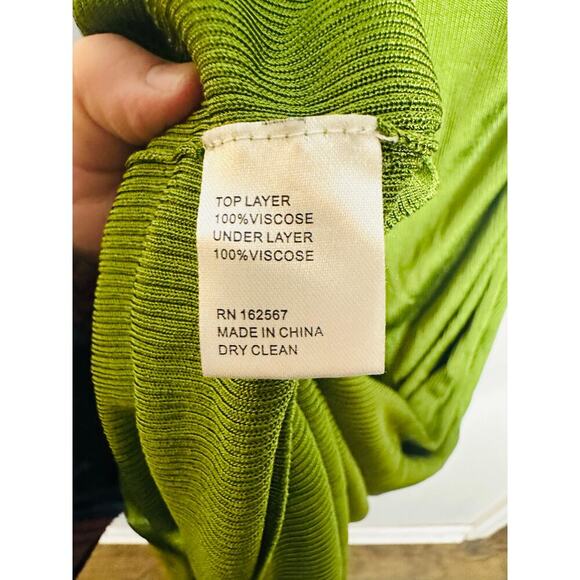 TOP LAYER
100%VISCOSE
UNDER LAYER
100%VISCOSE
RN 162567
MADE IN CHINA
DRY CLEAN